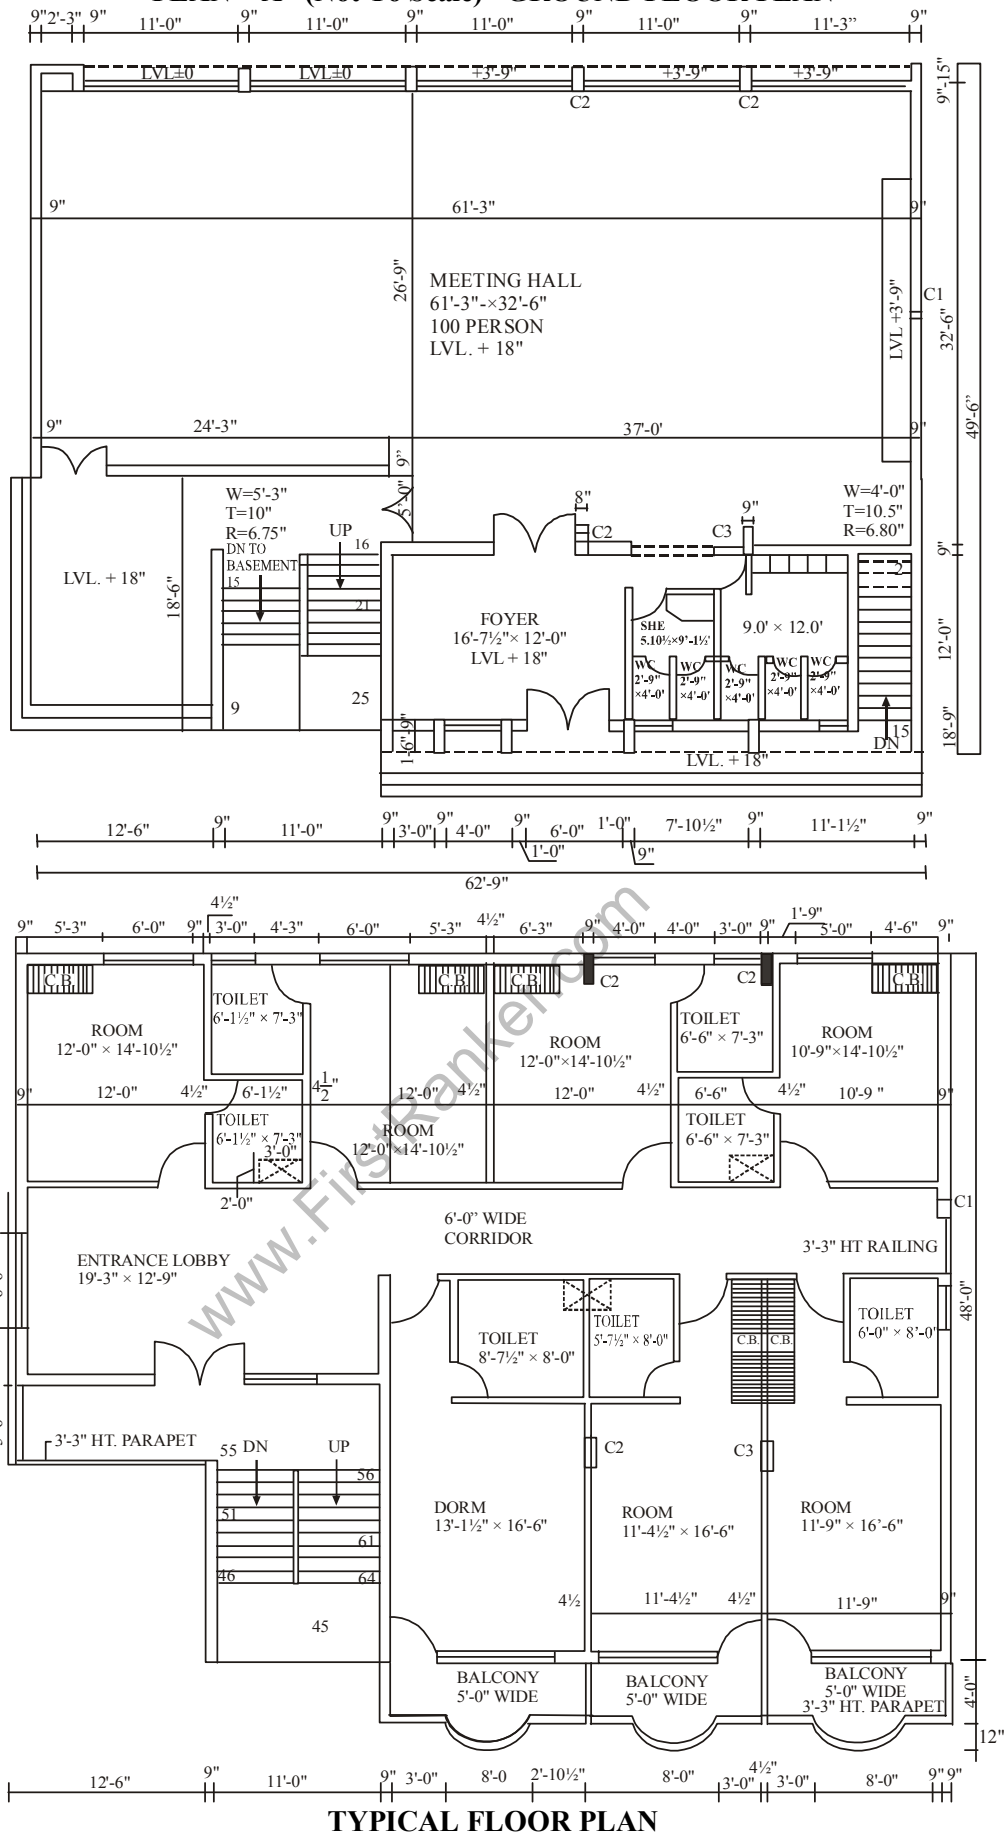 9" 2'-3" 9" 11'-0" 9" 11'-0" 9" 11'-0" 9" 11'-0" 9" 11'-3"
LVL±0 LVL±0 +3'-9" +3'-9" +3'-9"
C2 C2
9"-15"
9" 61'-3" 9"
26'-9"
MEETING HALL
61'-3"-×32'-6"
100 PERSON
LVL. + 18"
LVL +3'-9"
C1
32'-6"
49'-6"
9" 24'-3" 37'-0' 9"
9"
5'-0"
W=5'-3"
T=10"
R=6.75"
DN TO
BASEMENT
15
UP
16
21
8"
C2
C3
9"
W=4'-0"
T=10.5"
R=6.80"
9"
2
LVL. + 18"
18'-6"
FOYER
16'-7½"× 12'-0"
LVL + 18"
SHE
5.10½×9'-1½'
9.0' × 12.0'
12'-0"
WC WC WC WC WC
2'-9" 2'-9" 2'-9" 2'-9" 2'-9"
×4'-0' ×4'-0' ×4'-0' ×4'-0' ×4'-0'
9
25
1-6"-9"
15
DN
18'-9"
LVL. + 18"
12'-6" 9" 11'-0" 9" 3'-0" 9" 4'-0" 9" 6'-0" 1'-0" 7'-10½" 9" 11'-1½" 9"
1'-0" 9"
62'-9"
4½" 4½" 1'-9"
9" 5'-3" 6'-0" 9" 3'-0" 4'-3" 6'-0" 5'-3" 6'-3" 9" 4'-0" 4'-0" 3'-0" 9" 5'-0" 4'-6" 9"
C.B. C.B. C.B. C2 C2 C.B.
TOILET
6'-1½" × 7'-3"
ROOM
12'-0" × 14'-10½"
ROOM
12'-0"×14'-10½"
TOILET
6'-6" × 7'-3"
ROOM
10'-9"×14'-10½"
9" 12'-0" 4½" 6'-1½" 4½" 12'-0" 4½" 12'-0" 4½" 6'-6" 4½" 10'-9 " 9"
TOILET
6'-1½" × 7'-3"
3'-0"
2'-0"
ROOM
12'-0"×14'-10½"
TOILET
6'-6" × 7'-3"
www.FirstRanker.com
C1
6'-0" WIDE
CORRIDOR
3'-3" HT RAILING
ENTRANCE LOBBY
19'-3" × 12'-9"
48'-0"
TOILET
8'-7½" × 8'-0"
TOILET
5'-7½" × 8'-0"
C.B. C.B.
TOILET
6'-0" × 8'-0"
3'-3" HT. PARAPET
55 DN UP
56
51
61
46 64
45
C2
C3
DORM
13'-1½" × 16'-6"
ROOM
11'-4½" × 16'-6"
ROOM
11'-9" × 16'-6"
4½ 11'-4½" 4½" 11'-9" 9"
BALCONY
5'-0" WIDE
BALCONY
5'-0" WIDE
BALCONY
5'-0" WIDE
3'-3" HT. PARAPET
4'-0"
12"
12'-6" 9" 11'-0" 9" 3'-0" 8'-0 2'-10½" 8'-0" 3'-0" 4½" 3'-0" 8'-0" 9" 9"
TYPICAL FLOOR PLAN